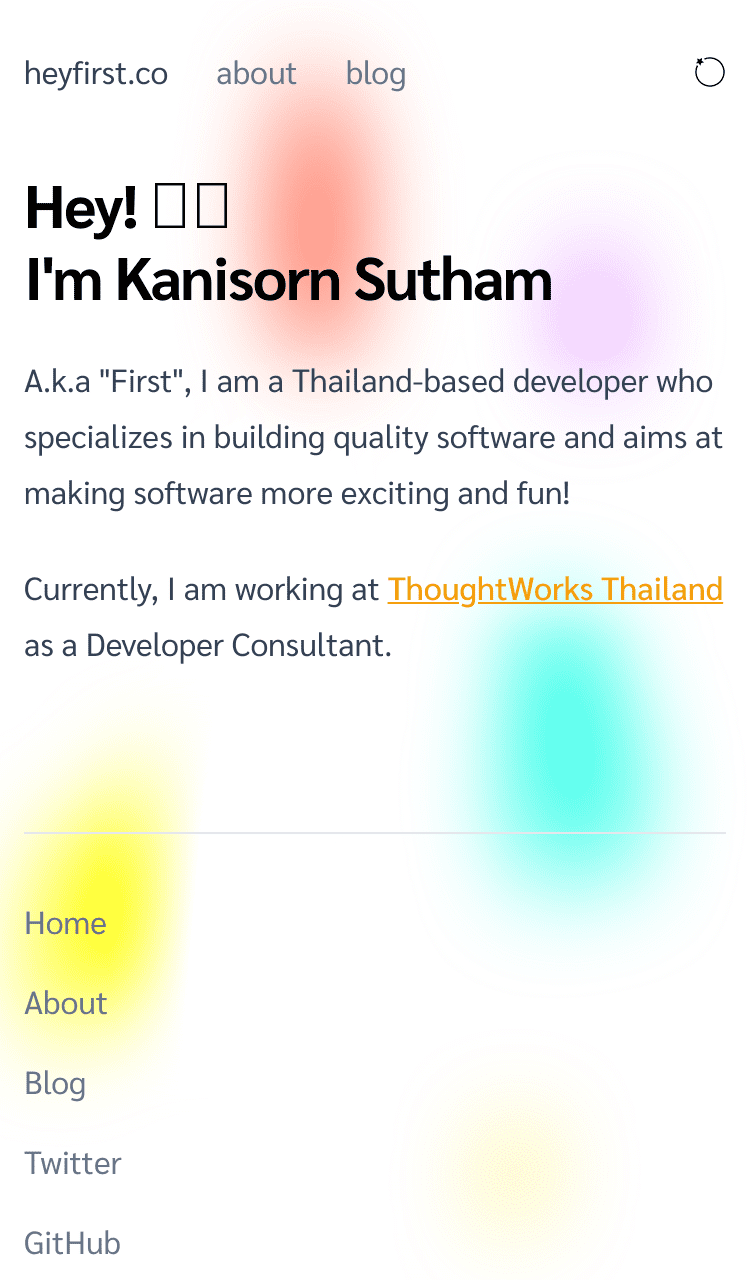 heyfirst.co about blog
Hey!
I'm Kanisorn Sutham
A.k.a "First", I am a Thailand-based developer who
specializes in building quality software and aims at
making software more exciting and fun!
Currently, I am working at ThoughtWorks Thailand
as a Developer Consultant.
Home
About
Blog
Twitter
GitHub